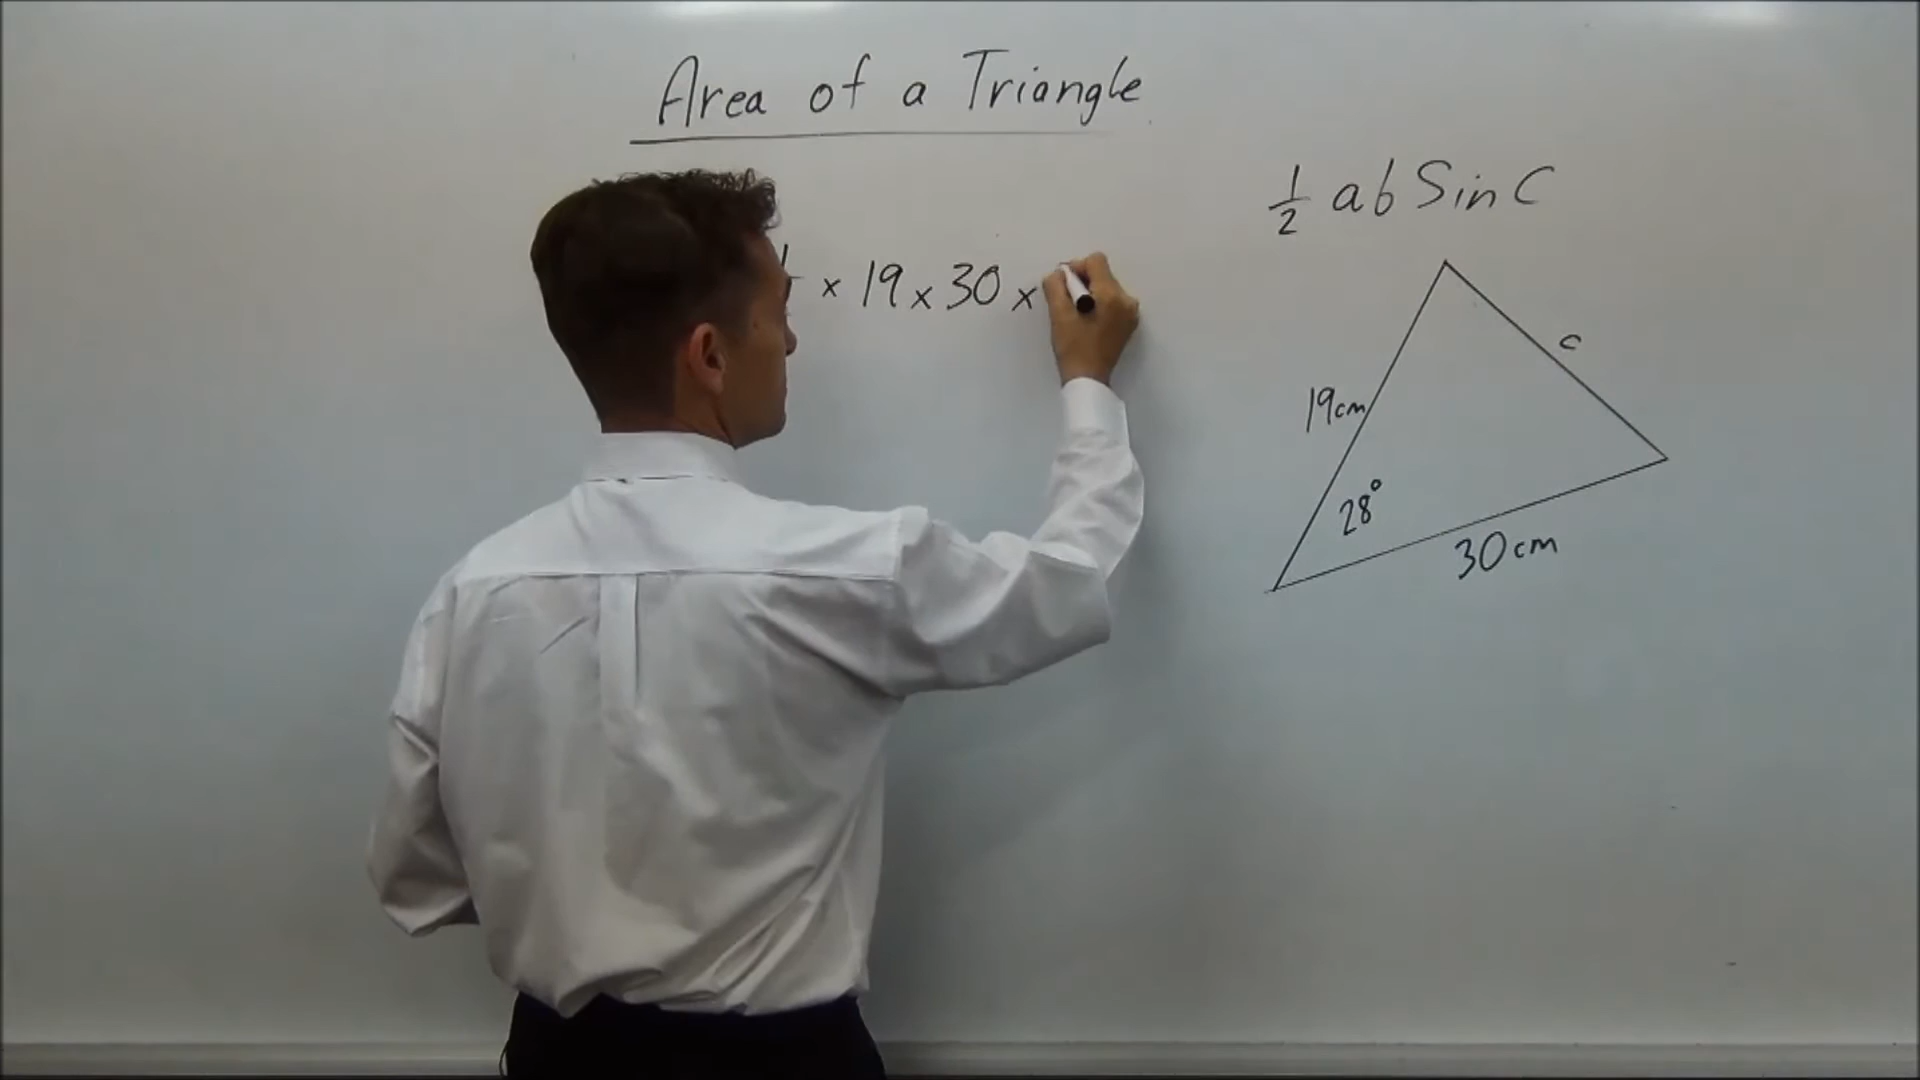 Area of a Triangle
1/2 ab Sin C
× 19 × 30 ×
c
19cm
28°
30cm